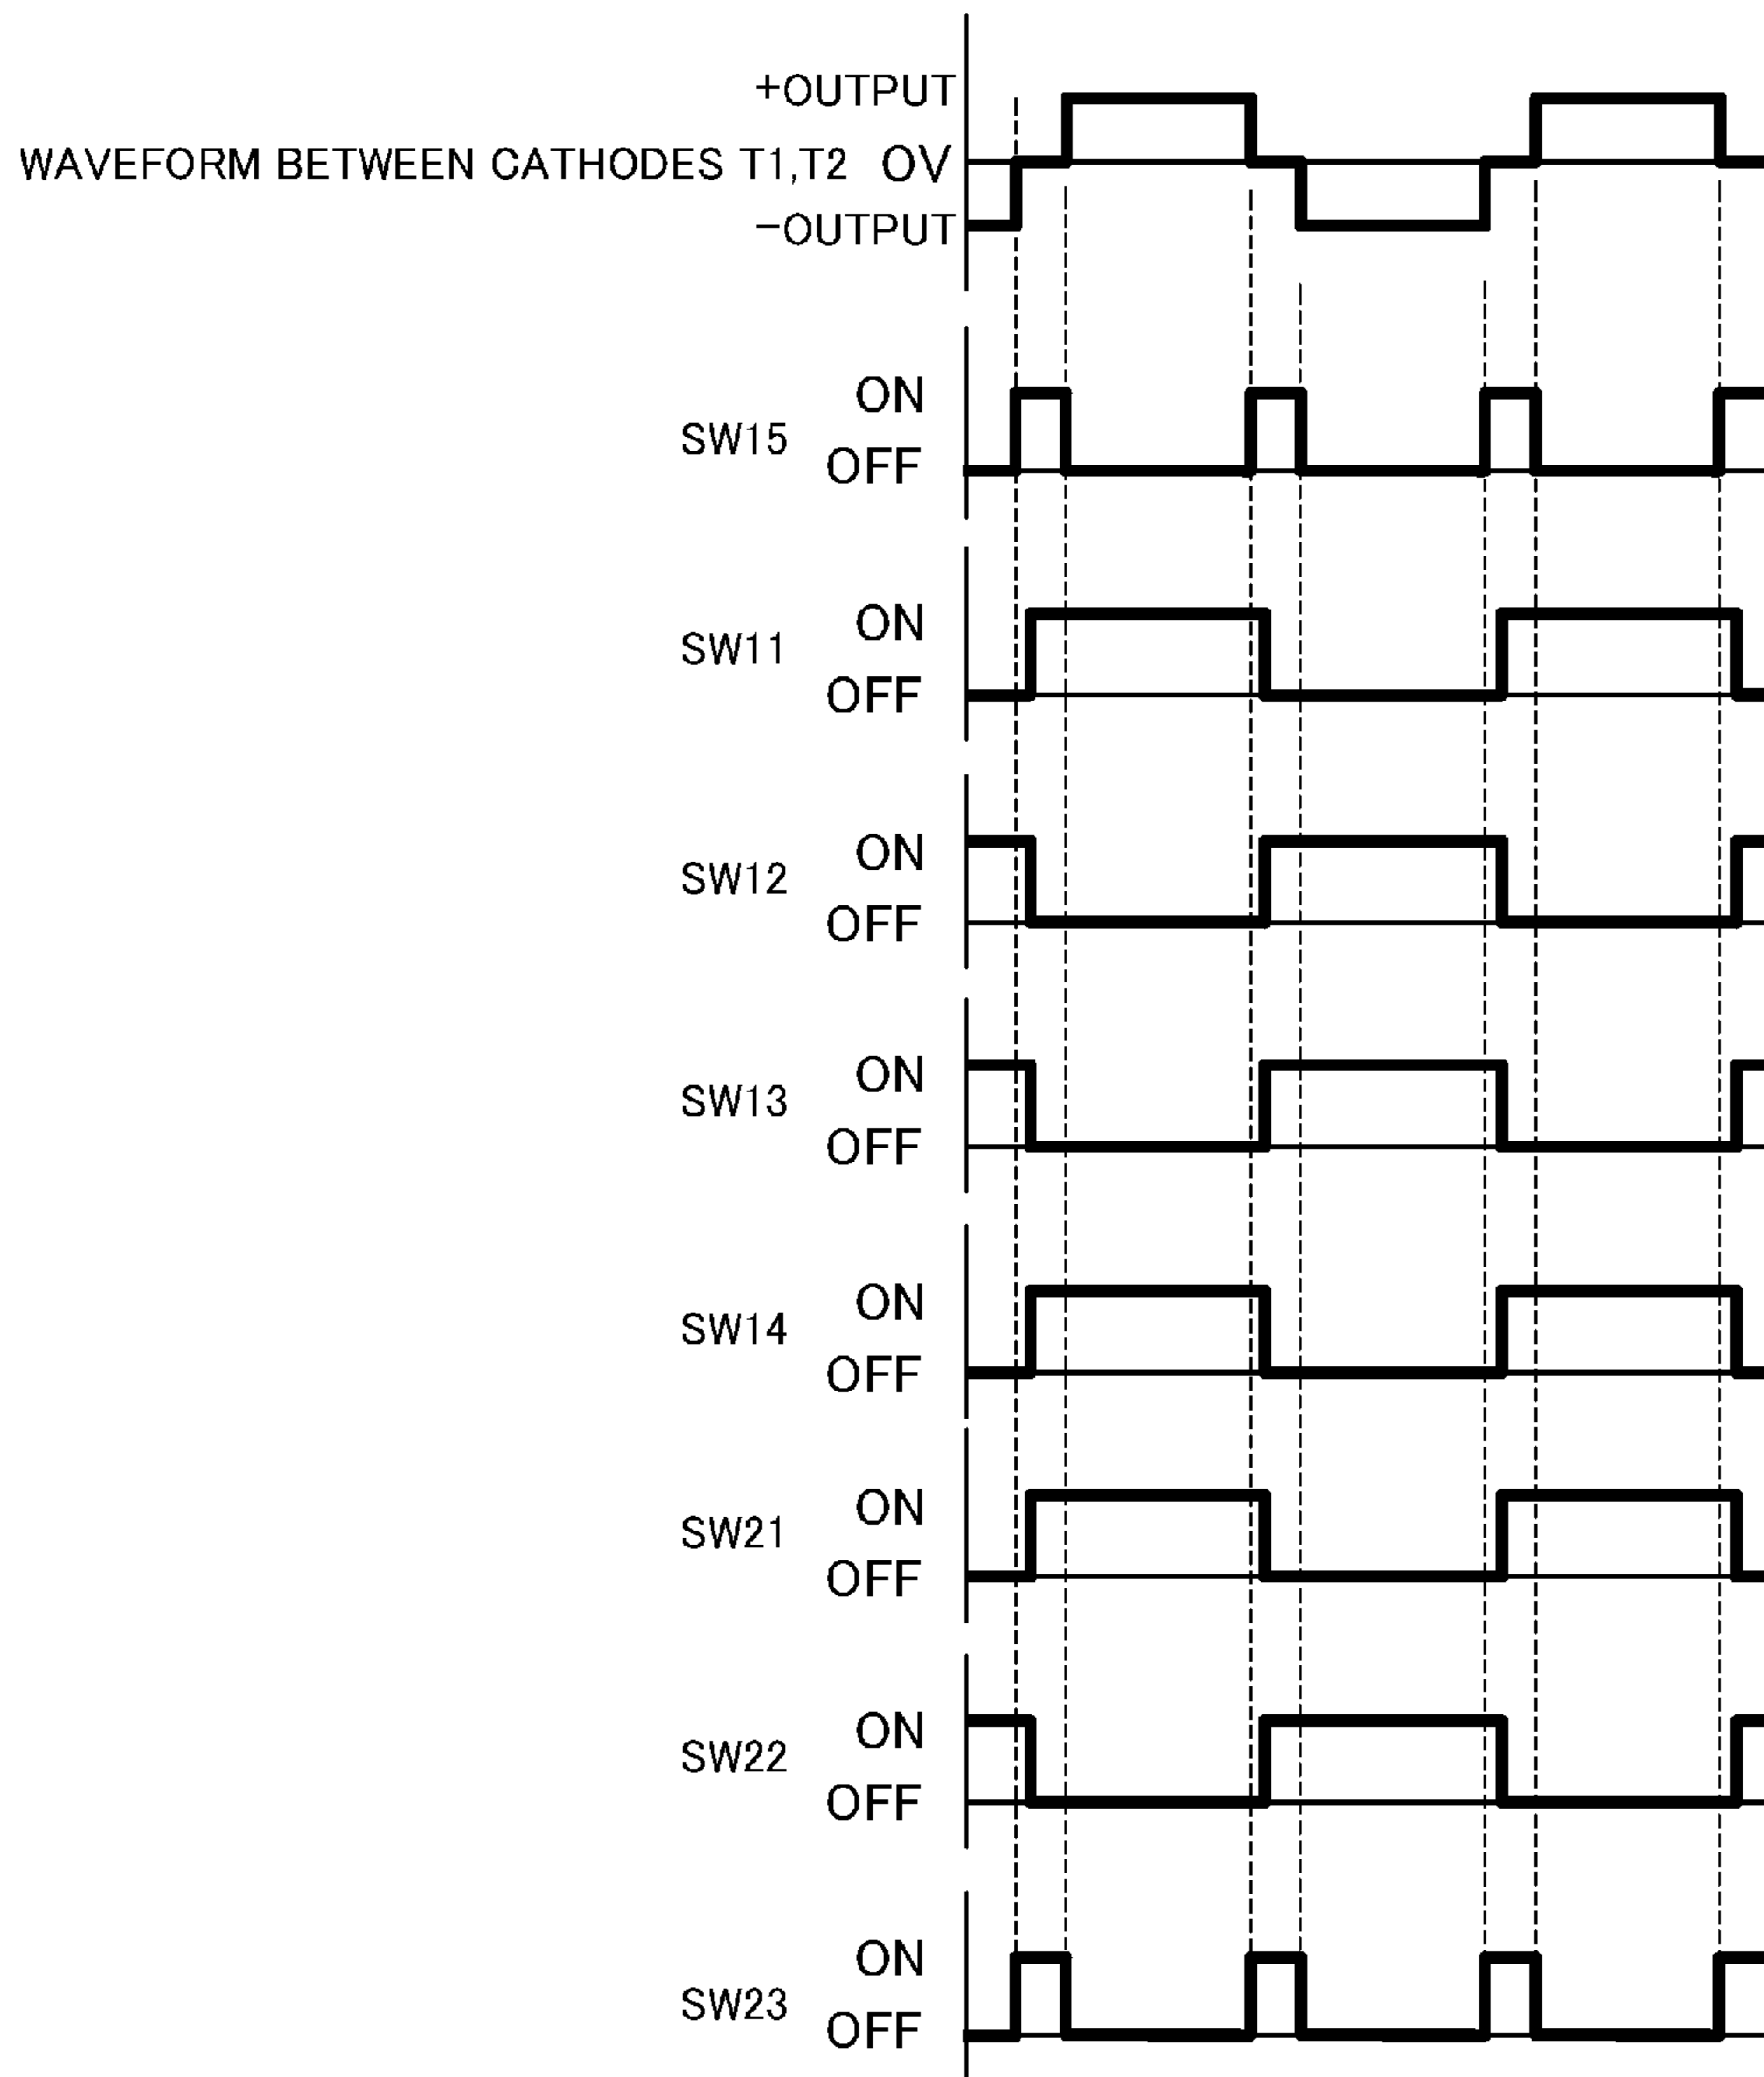 +OUTPUT
WAVEFORM BETWEEN CATHODES T1,T2 0V
-OUTPUT
ON
SW15
OFF
ON
SW11
OFF
ON
SW12
OFF
ON
SW13
OFF
ON
SW14
OFF
ON
SW21
OFF
ON
SW22
OFF
ON
SW23
OFF